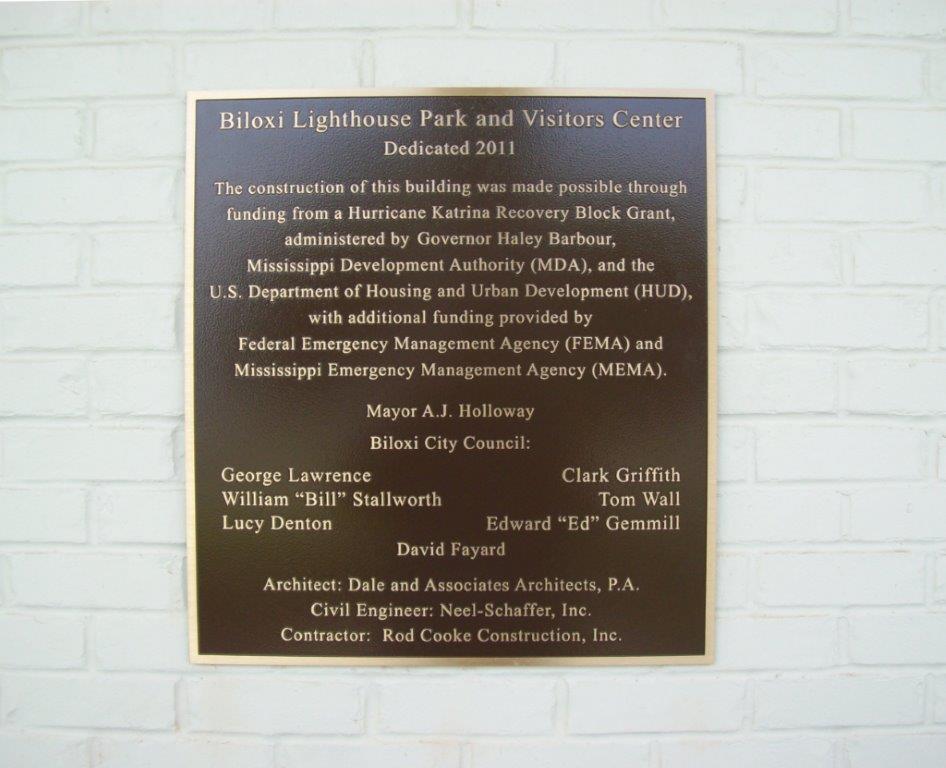 Biloxi Lighthouse Park and Visitors Center
Dedicated 2011
The construction of this building was made possible through
funding from a Hurricane Katrina Recovery Block Grant,
administered by Governor Haley Barbour,
Mississippi Development Authority (MDA), and the
U.S. Department of Housing and Urban Development (HUD),
with additional funding provided by
Federal Emergency Management Agency (FEMA) and
Mississippi Emergency Management Agency (MEMA).
Mayor A.J. Holloway
Biloxi City Council:
George Lawrence Clark Griffith
William “Bill” Stallworth Tom Wall
Lucy Denton Edward “Ed” Gemmill
David Fayard
Architect: Dale and Associates Architects, P.A.
Civil Engineer: Neel-Schaffer, Inc.
Contractor: Rod Cooke Construction, Inc.